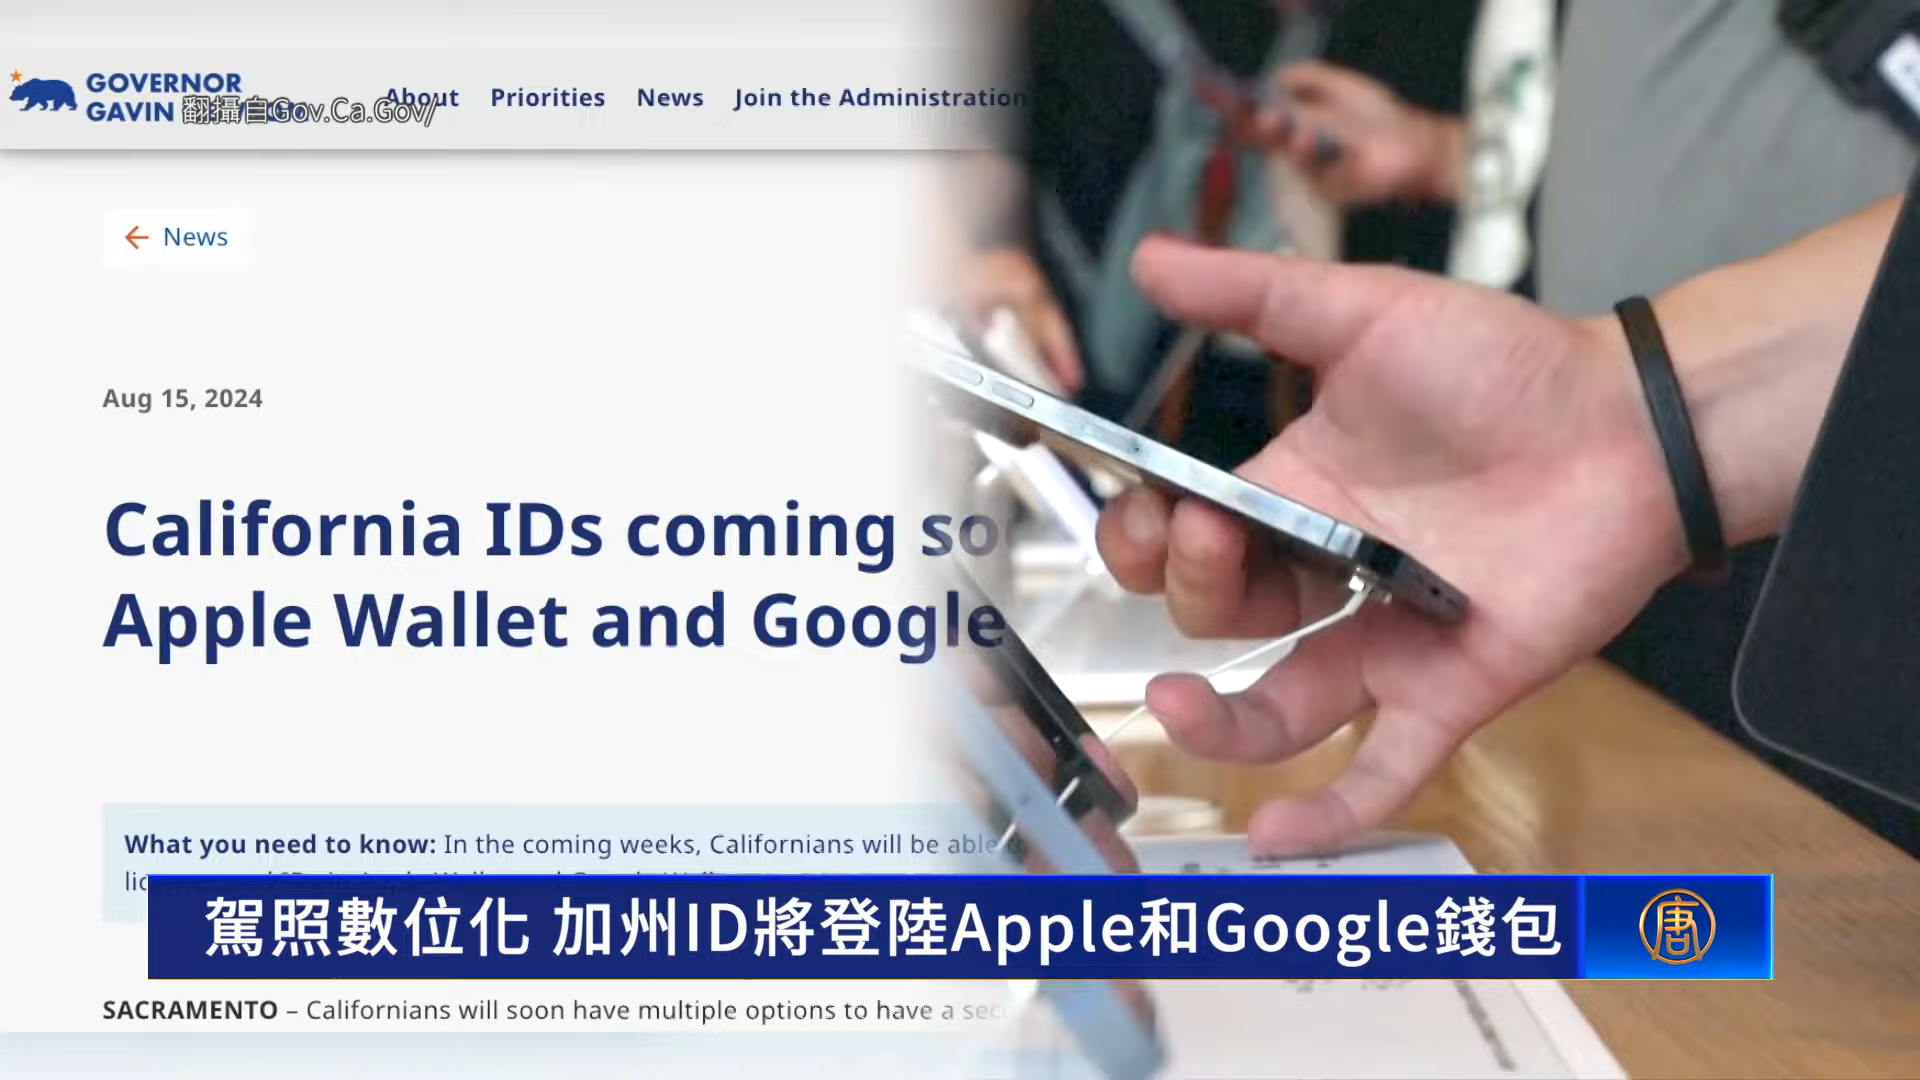 GOVERNOR
GAVIN
翻攝自Gov.Ca.Gov/
About Priorities News Join the Administration
← News
Aug 15, 2024
California IDs coming
Apple Wallet and Google
What you need to know: In the coming weeks, Californians will be able
駕照數位化 加州ID將登陸Apple和Google錢包
唐
SACRAMENTO – Californians will soon have multiple options to have a